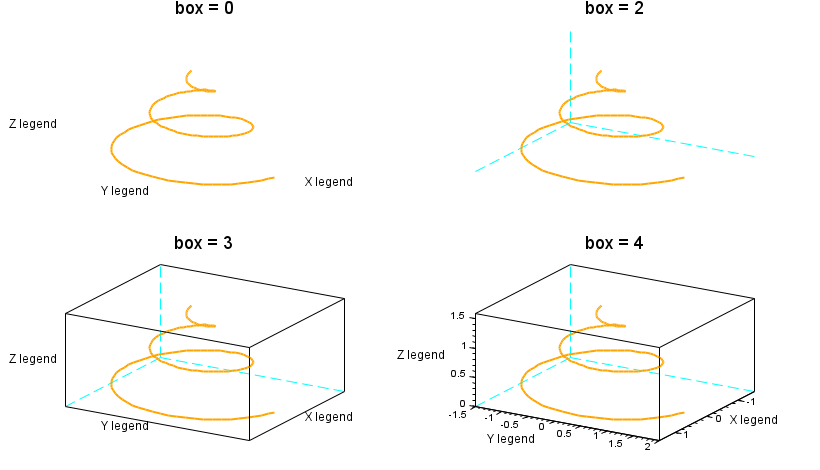 box = 0
box = 2
Z legend
Y legend
X legend
box = 3
box = 4
Z legend
Y legend
X legend
Z legend
1.5
1
0.5
0
-1.5
-1
-0.5
0
0.5
1
1.5
2
Y legend
-1
-1
X legend